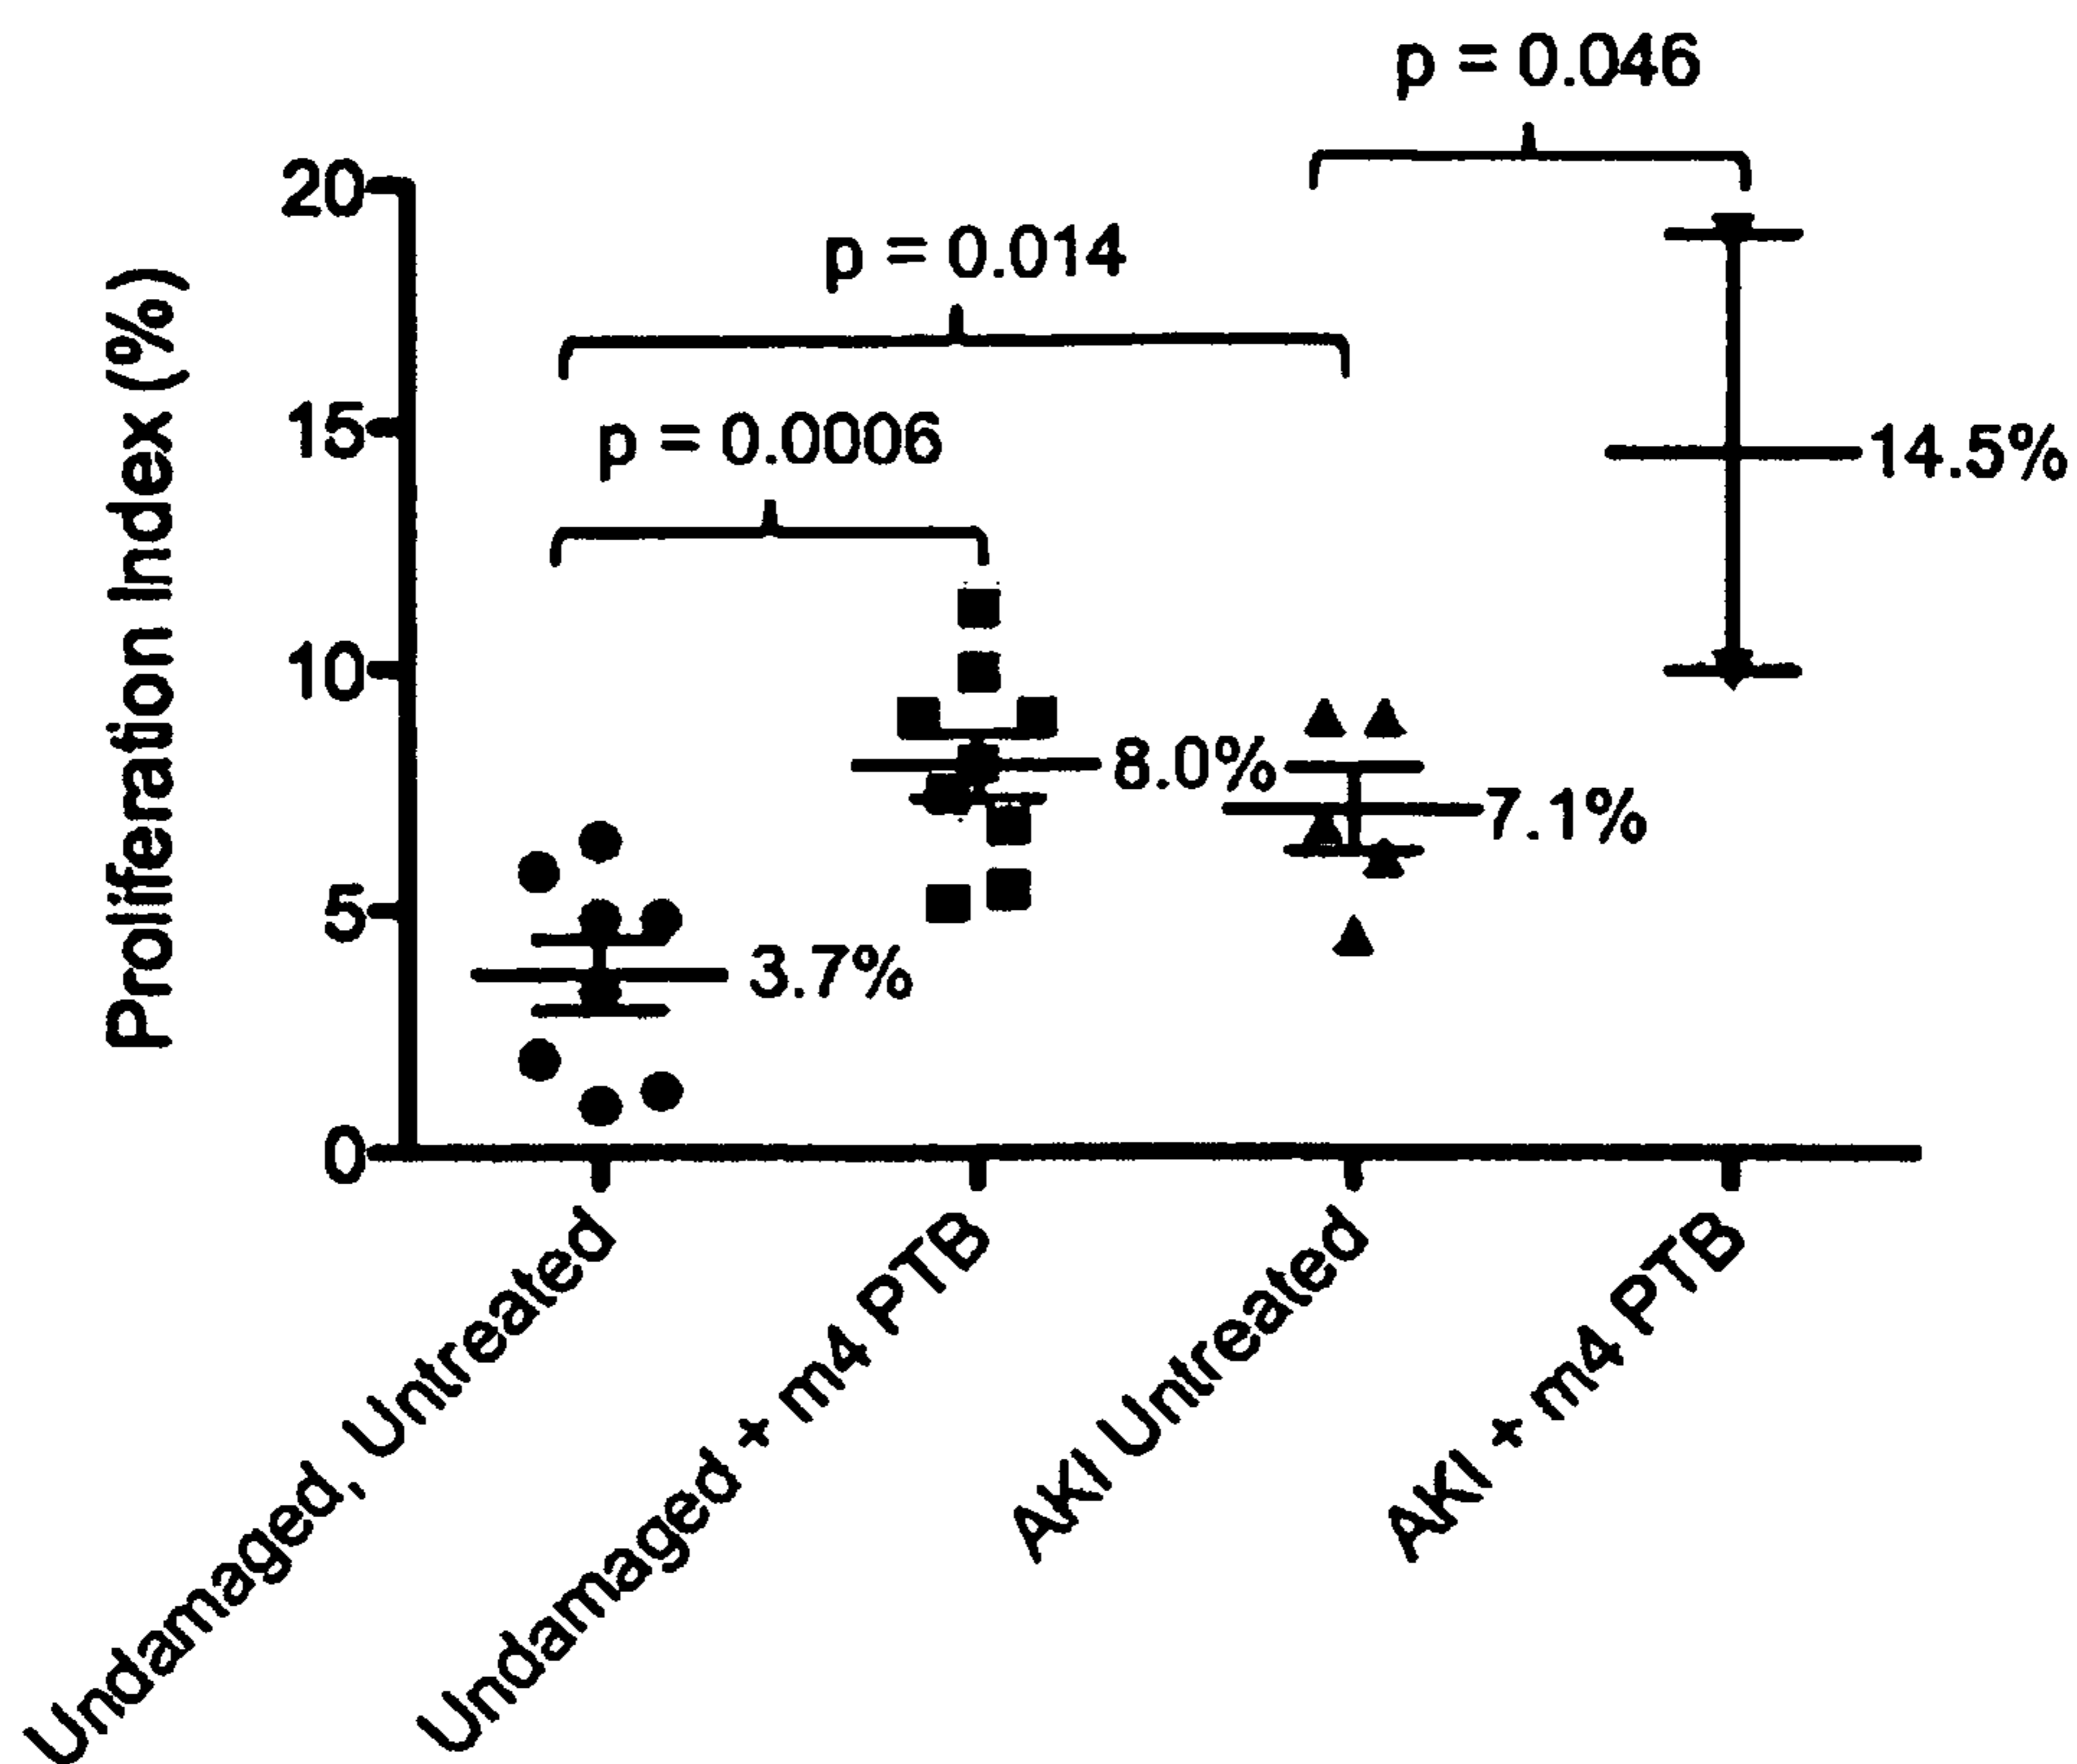 p = 0.046
20
p = 0.014
15
p = 0.0006
14.5%
Proliferation Index (%)
10
8.0%
7.1%
5
3.7%
0
Undamaged, Untreated
Undamaged + m4 PTB
AKI Untreated
AKI + m4 PTB